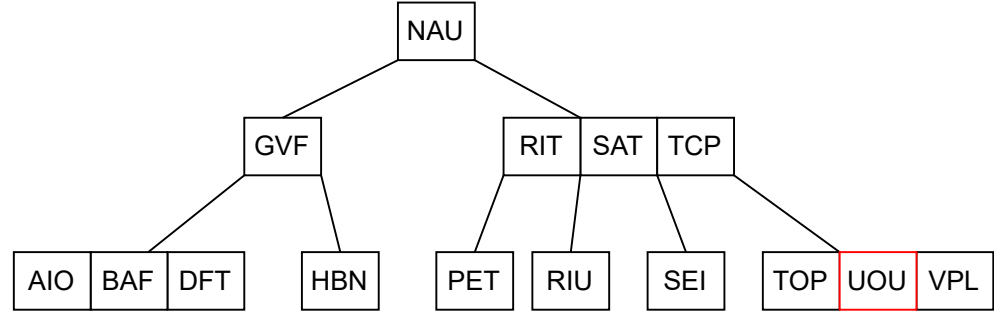 NAU
GVF RIT SAT TCP
AIO BAF DFT HBN PET RIU SEI TOP UOU VPL